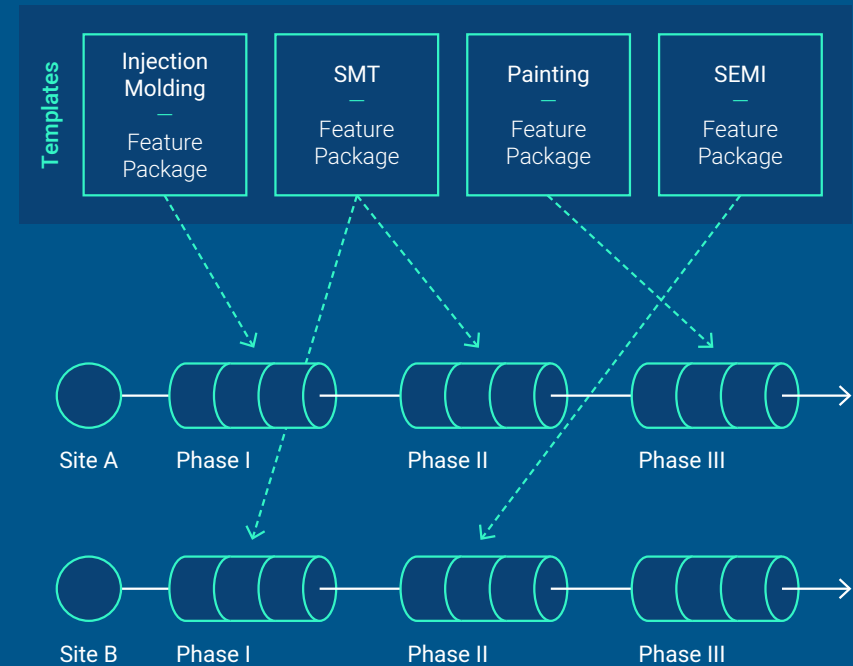 Templates
Injection
Molding
Feature
Package
SMT
Feature
Package
Painting
Feature
Package
SEMI
Feature
Package
Site A
Phase I
Phase II
Phase III
Site B
Phase I
Phase II
Phase III